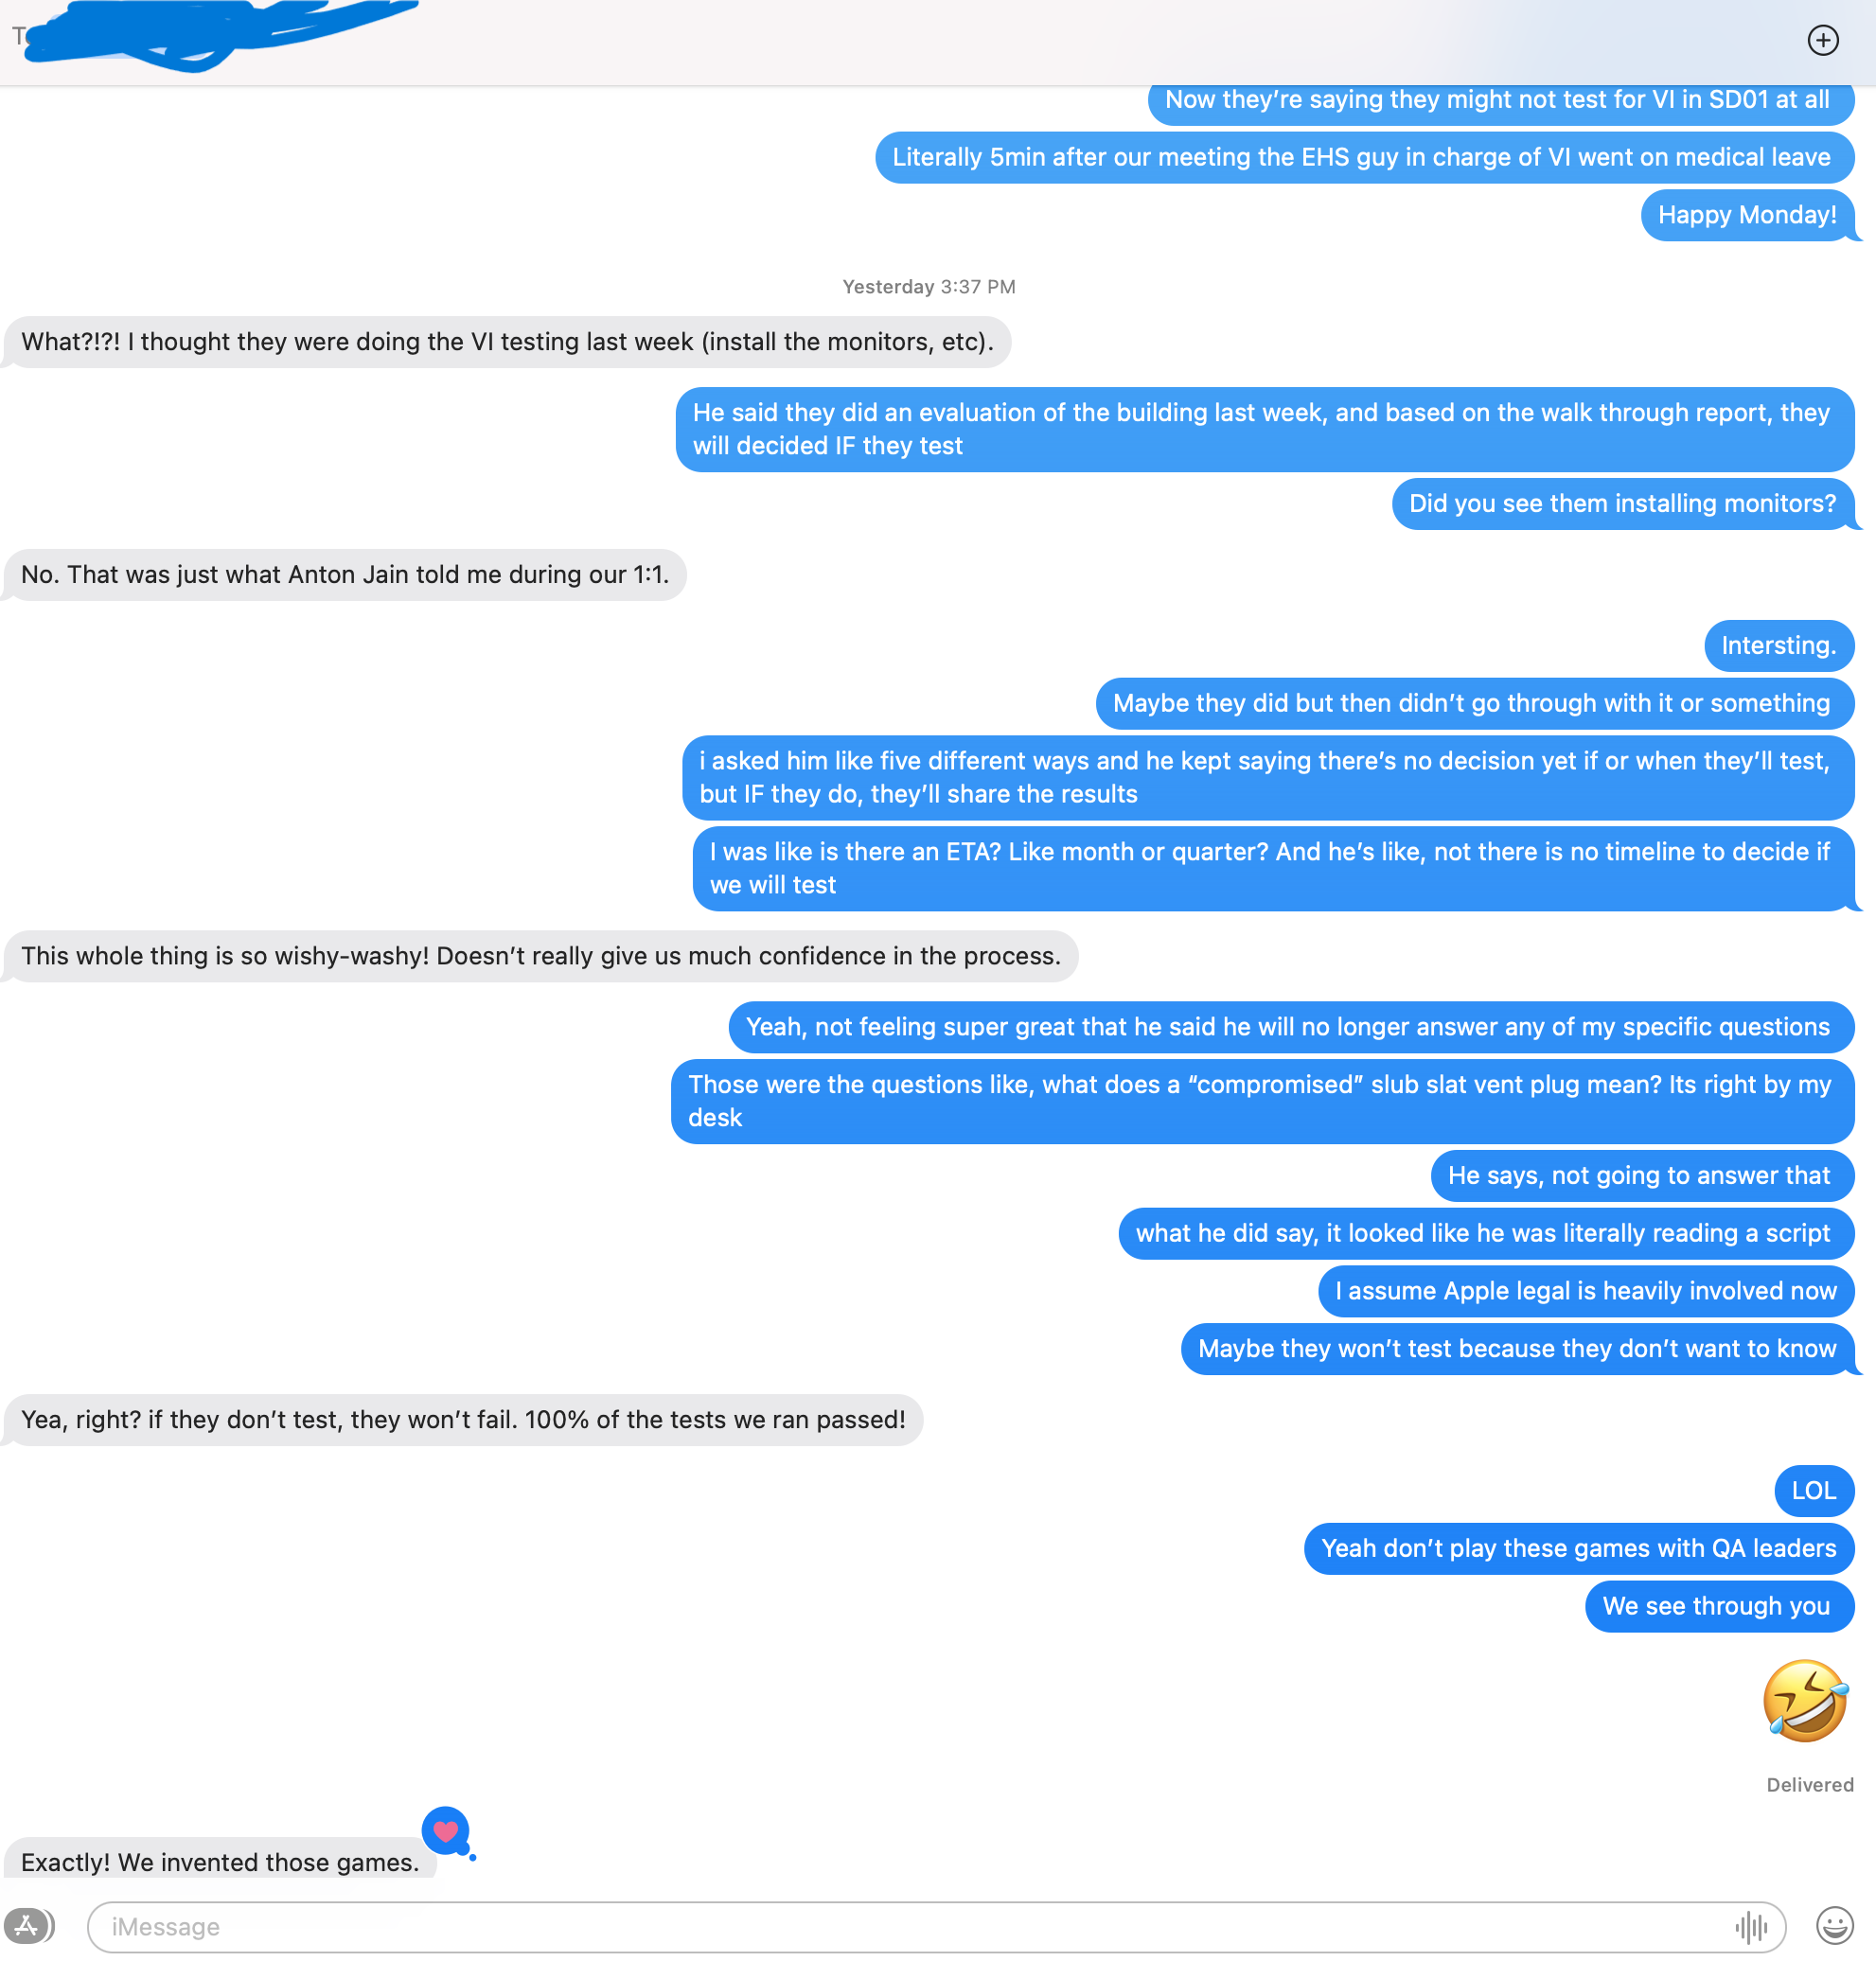 Now they're saying they might not test for VI in SD01 at all
Literally 5min after our meeting the EHS guy in charge of VI went on medical leave
Happy Monday!
Yesterday 3:37 PM
What?!?! I thought they were doing the VI testing last week (install the monitors, etc).
He said they did an evaluation of the building last week, and based on the walk through report, they
will decided IF they test
Did you see them installing monitors?
No. That was just what Anton Jain told me during our 1:1.
Intersting.
Maybe they did but then didn't go through with it or something
i asked him like five different ways and he kept saying there's no decision yet if or when they'll test,
but IF they do, they'll share the results
I was like is there an ETA? Like month or quarter? And he's like, not there is no timeline to decide if
we will test
This whole thing is so wishy-washy! Doesn't really give us much confidence in the process.
Yeah, not feeling super great that he said he will no longer answer any of my specific questions
Those were the questions like, what does a “compromised” slub slat vent plug mean? Its right by my
desk
He says, not going to answer that
what he did say, it looked like he was literally reading a script
I assume Apple legal is heavily involved now
Maybe they won't test because they don't want to know
Yea, right? if they don't test, they won't fail. 100% of the tests we ran passed!
LOL
Yeah don't play these games with QA leaders
We see through you
Delivered
Exactly! We invented those games.
iMessage